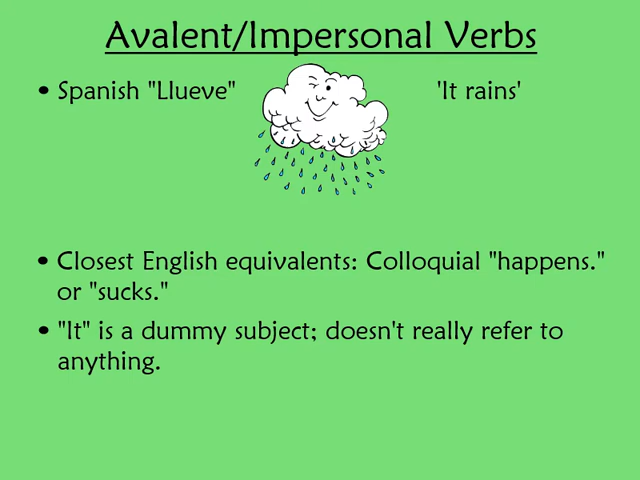 Avalent/Impersonal Verbs
• Spanish "Llueve" 'It rains'
• Closest English equivalents: Colloquial "happens."
or "sucks."
• "It" is a dummy subject; doesn't really refer to
anything.